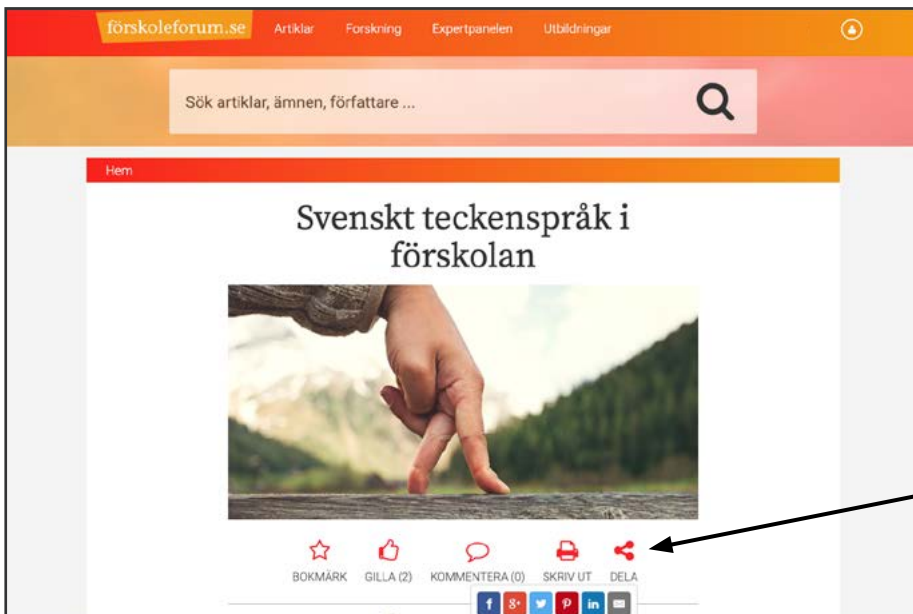 förskoleforum.se Artiklar Forskning Expertpanelen Utbildningar
Sök artiklar, ämnen, författare ...
Hem
Svenskt teckenspråk i
förskolan
BOKMÄRK GILLA (2) KOMMENTERA (0) SKRIV UT DELA
f g+ P in